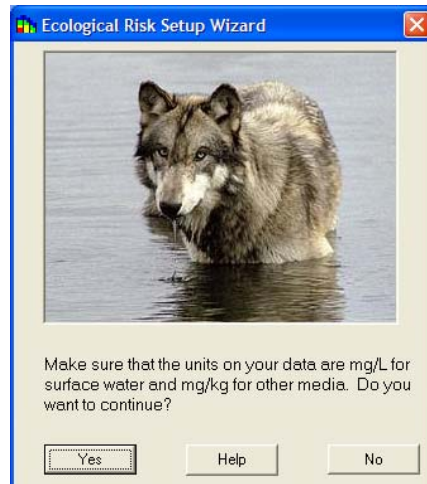 Ecological Risk Setup Wizard
Make sure that the units on your data are mg/L for
surface water and mg/kg for other media.  Do you
want to continue?
Yes
Help
No